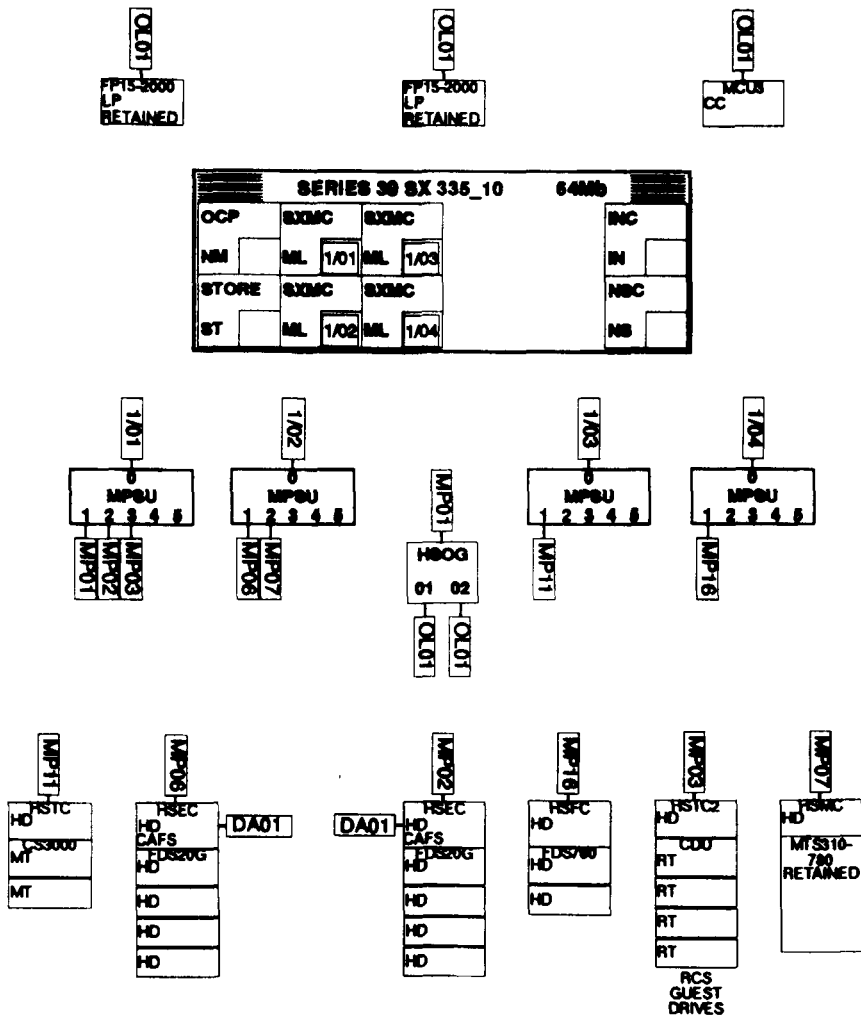 OL01
OL01
OL01
FP15-2000
LP
RETAINED
FP15-2000
LP
RETAINED
MCU3
CC
SERIES 39 SX 335_10 64Mb
OCP SXMC SXMC INC
NM ML 1/01 ML 1/03 IN
STORE SXMC SXMC NSC
ST ML 1/02 ML 1/04 NS
1/01
1/02
1/03
1/04
0
MPSU
1 2 3 4 5
0
MPSU
1 2 3 4 5
0
MPSU
1 2 3 4 5
0
MPSU
1 2 3 4 5
MP01
MP02
MP03
MP06
MP07
MP01
HSOG
01 02
OL01
OL01
MP11
MP16
MP11
HSTC
HD
CS3000
MT
MT
MP06
HSEC
HD
CAFS
DA01
FDS20G
HD
HD
HD
HD
MP02
DA01
HSEC
HD
CAFS
FDS20G
HD
HD
HD
HD
MP16
HSFC
HD
FDS780
HD
HD
MP03
HSTC2
HD
CDU
RT
RT
RT
RT
RCS
GUEST
DRIVES
MP07
HSMC
HD
MTS310-
780
RETAINED